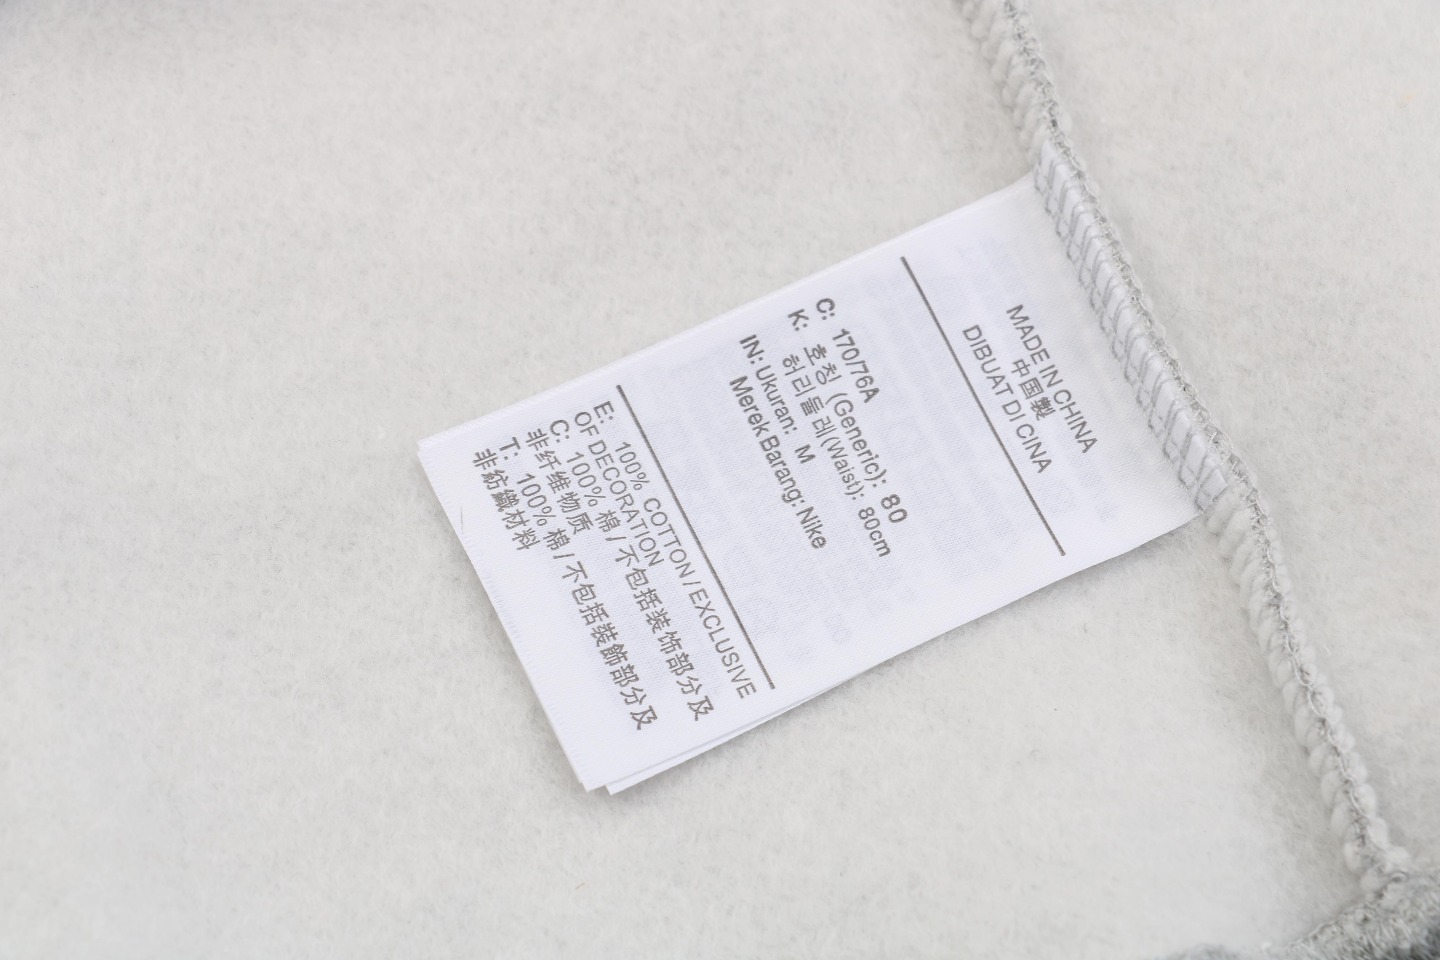 MADE IN CHINA
中国製
DIBUAT DI CINA
C: 170/76A
K: 호칭 (Generic): 80
허리둘레(Waist): 80cm
IN: Ukuran: M
Merek Barang: Nike
E: 100% COTTON / EXCLUSIVE
OF DECORATION
C: 100% 棉 / 不包括装饰部分及
非纤维物质
T: 100% 棉 / 不包括裝飾部分及
非紡織材料